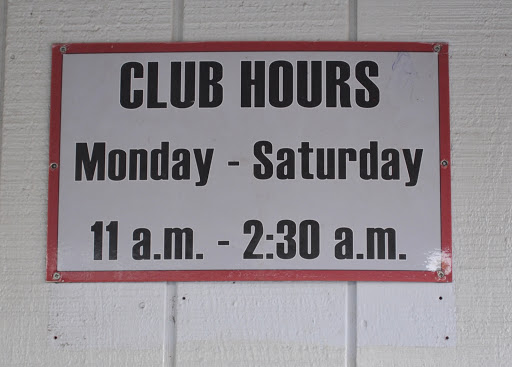 CLUB HOURS
Monday - Saturday
11 a.m. - 2:30 a.m.